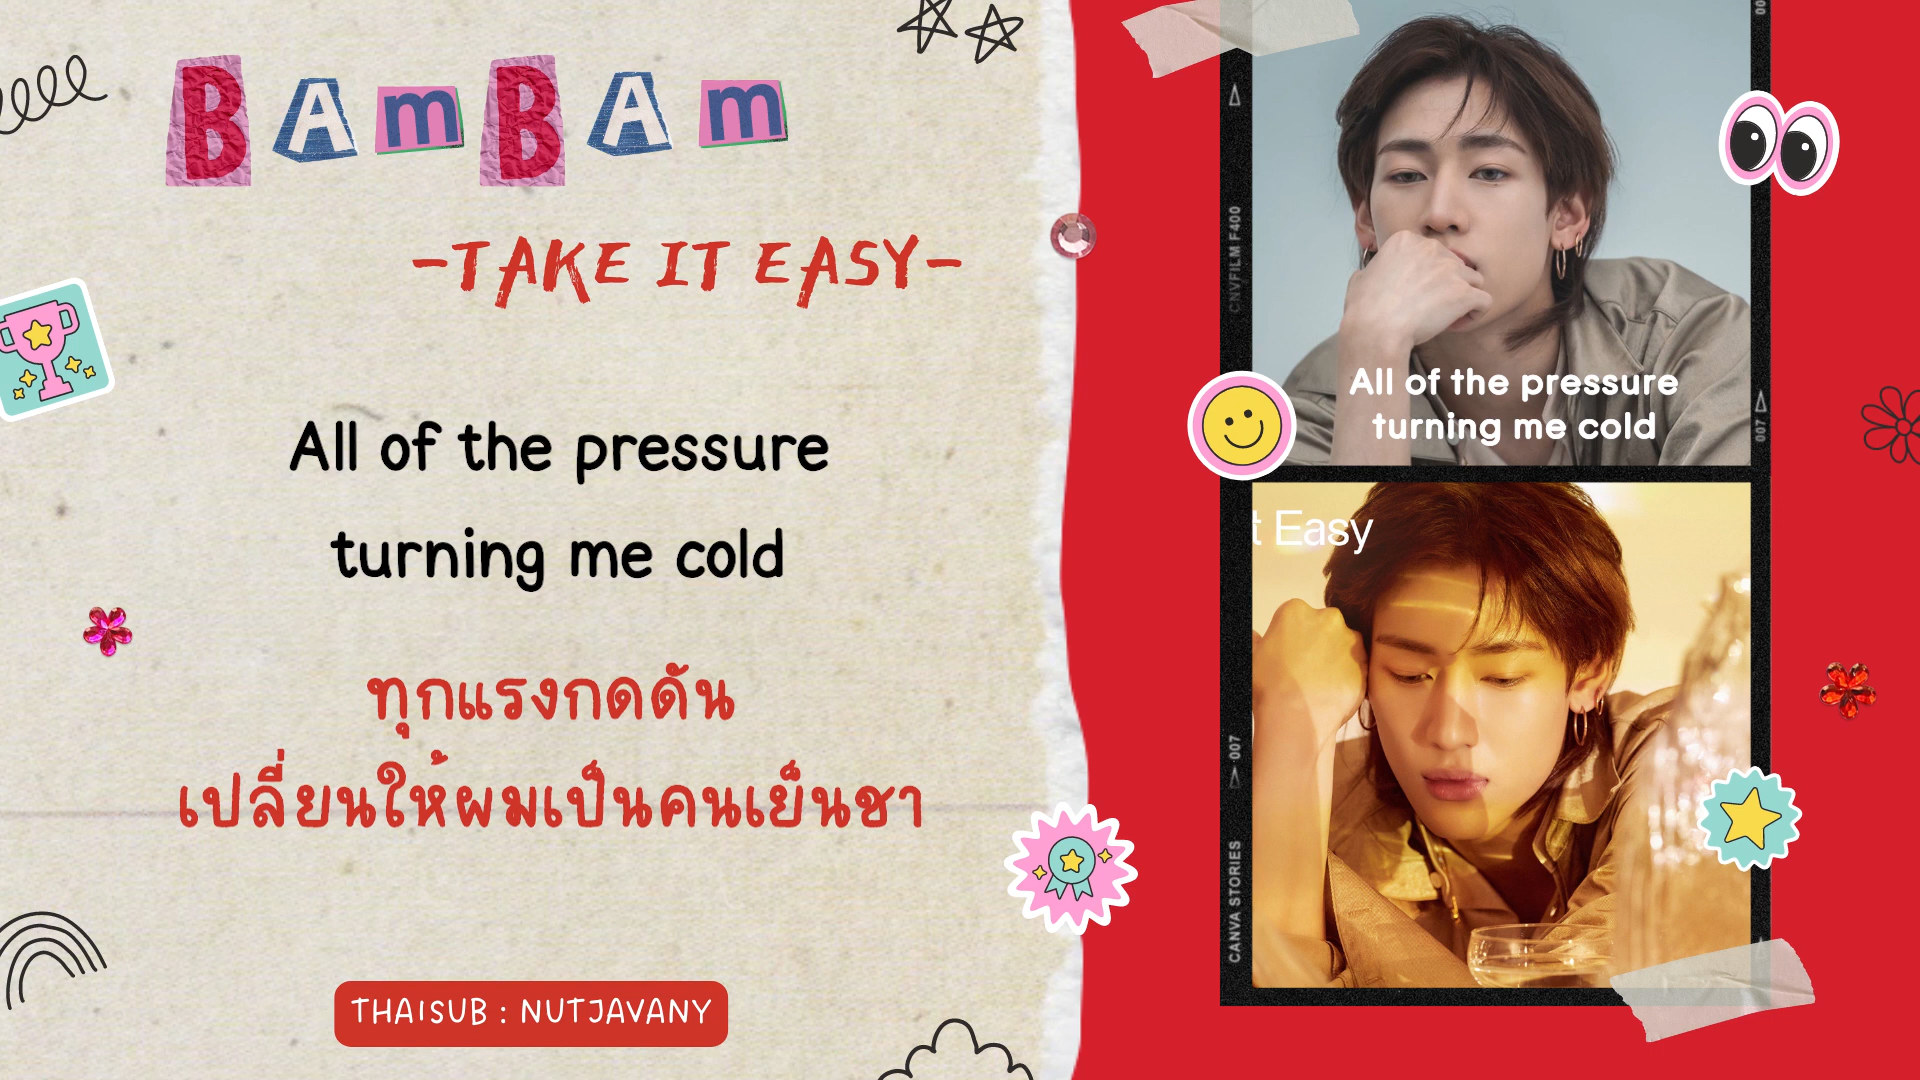 BAmBAm
-TAKE IT EASY-
All of the pressure
turning me cold
ทุกแรงกดดัน
เปลี่ยนให้ผมเป็นคนเย็นชา
THAISUB : NUTJAVANY
CNVFILM F400
All of the pressure
turning me cold
007
t Easy
007
CANVA STORIES